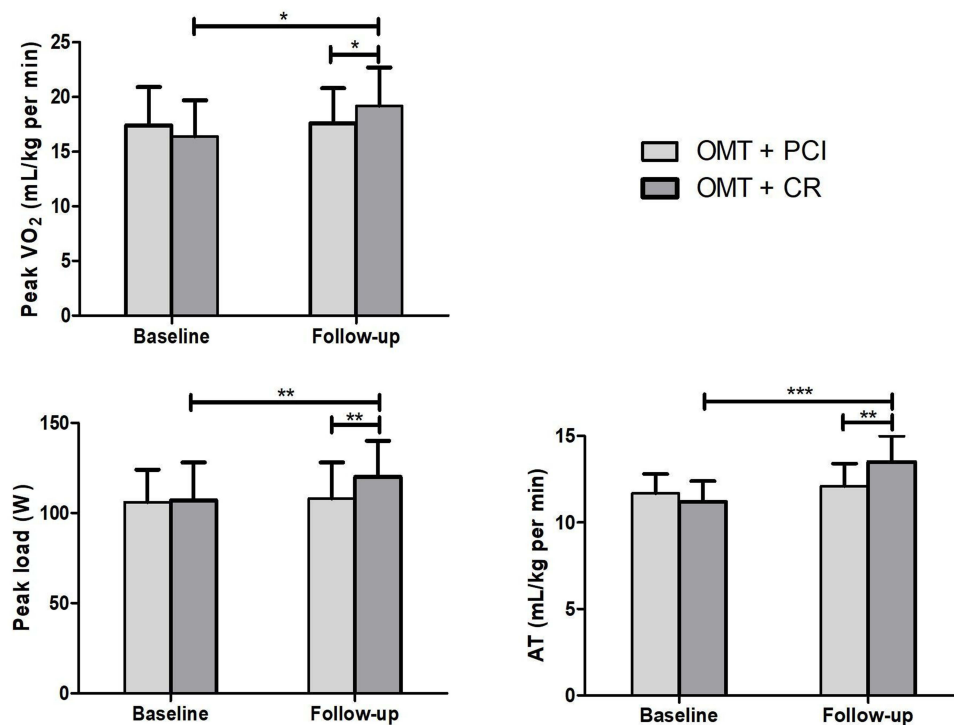 *
*
25
20
15
10
5
0
Peak VO₂ (mL/kg per min)
Baseline
Follow-up
OMT + PCI
OMT + CR
**
**
150
100
50
0
Peak load (W)
Baseline
Follow-up
***
**
15
10
5
0
AT (mL/kg per min)
Baseline
Follow-up